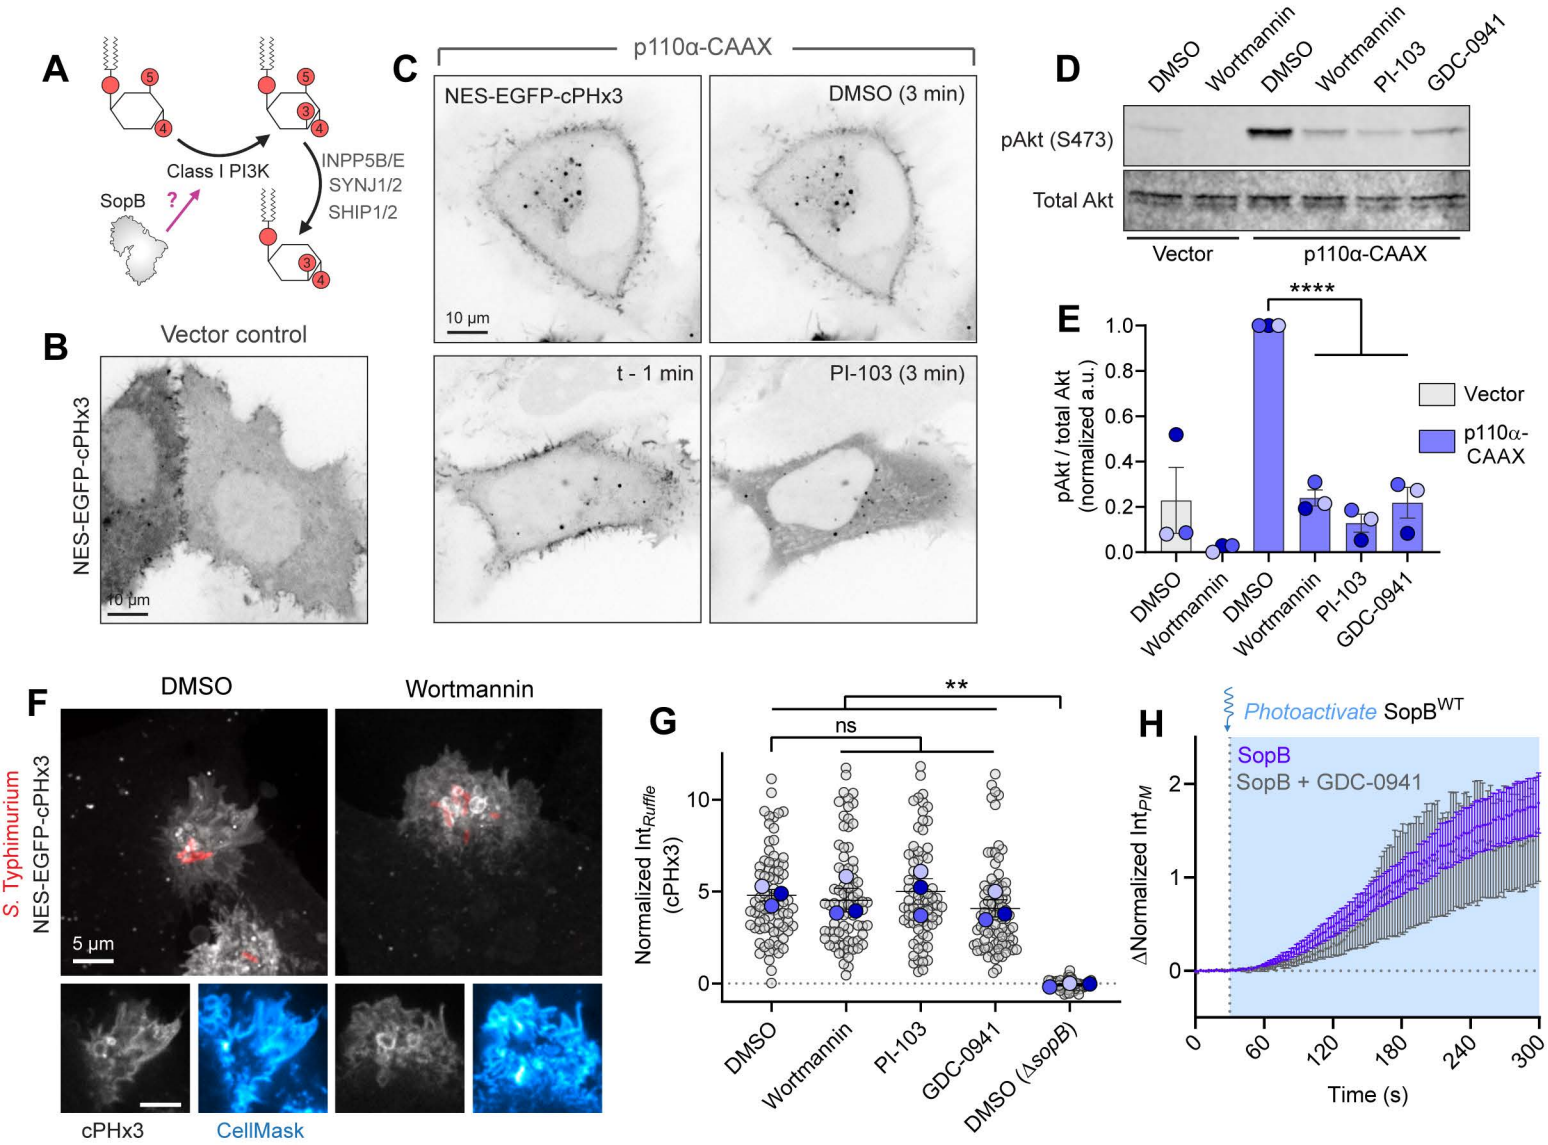 A
5
4
5
3
4
Class I PI3K
INPP5B/E
SYNJ1/2
SHIP1/2
SopB
?
3
4
B
Vector control
NES-EGFP-cPHx3
10 µm
C
p110α-CAAX
NES-EGFP-cPHx3
DMSO (3 min)
10 µm
t - 1 min
PI-103 (3 min)
D
DMSO
Wortmannin
DMSO
Wortmannin
PI-103
GDC-0941
pAkt (S473)
Total Akt
Vector
p110α-CAAX
E
****
pAkt / total Akt
(normalized a.u.)
1.0
0.8
0.6
0.4
0.2
0.0
DMSO
Wortmannin
DMSO
Wortmannin
PI-103
GDC-0941
Vector
p110α-
CAAX
F
DMSO
Wortmannin
S. Typhimurium
NES-EGFP-cPHx3
5 µm
cPHx3
CellMask
G
**
ns
Normalized IntRuffle
(cPHx3)
10
5
0
DMSO
Wortmannin
PI-103
GDC-0941
DMSO (ΔsopB)
H
Photoactivate SopBWT
SopB
SopB + GDC-0941
ΔNormalized IntPM
2
1
0
0
60
120
180
240
300
Time (s)